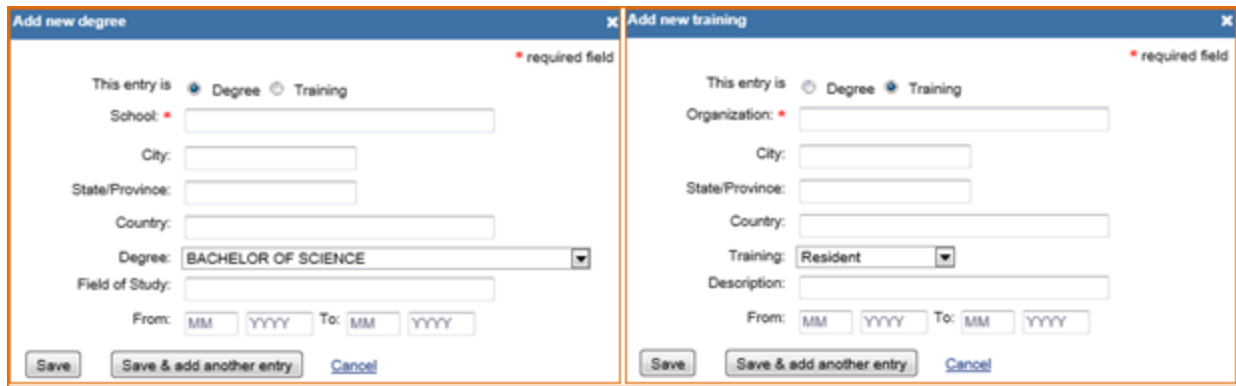 Add new degree x
* required field
This entry is Degree Training
School: *
City:
State/Province:
Country:
Degree: BACHELOR OF SCIENCE
Field of Study:
From: MM YYYY To: MM YYYY
Save Save & add another entry Cancel
Add new training x
* required field
This entry is Degree Training
Organization: *
City:
State/Province:
Country:
Training: Resident
Description:
From: MM YYYY To: MM YYYY
Save Save & add another entry Cancel